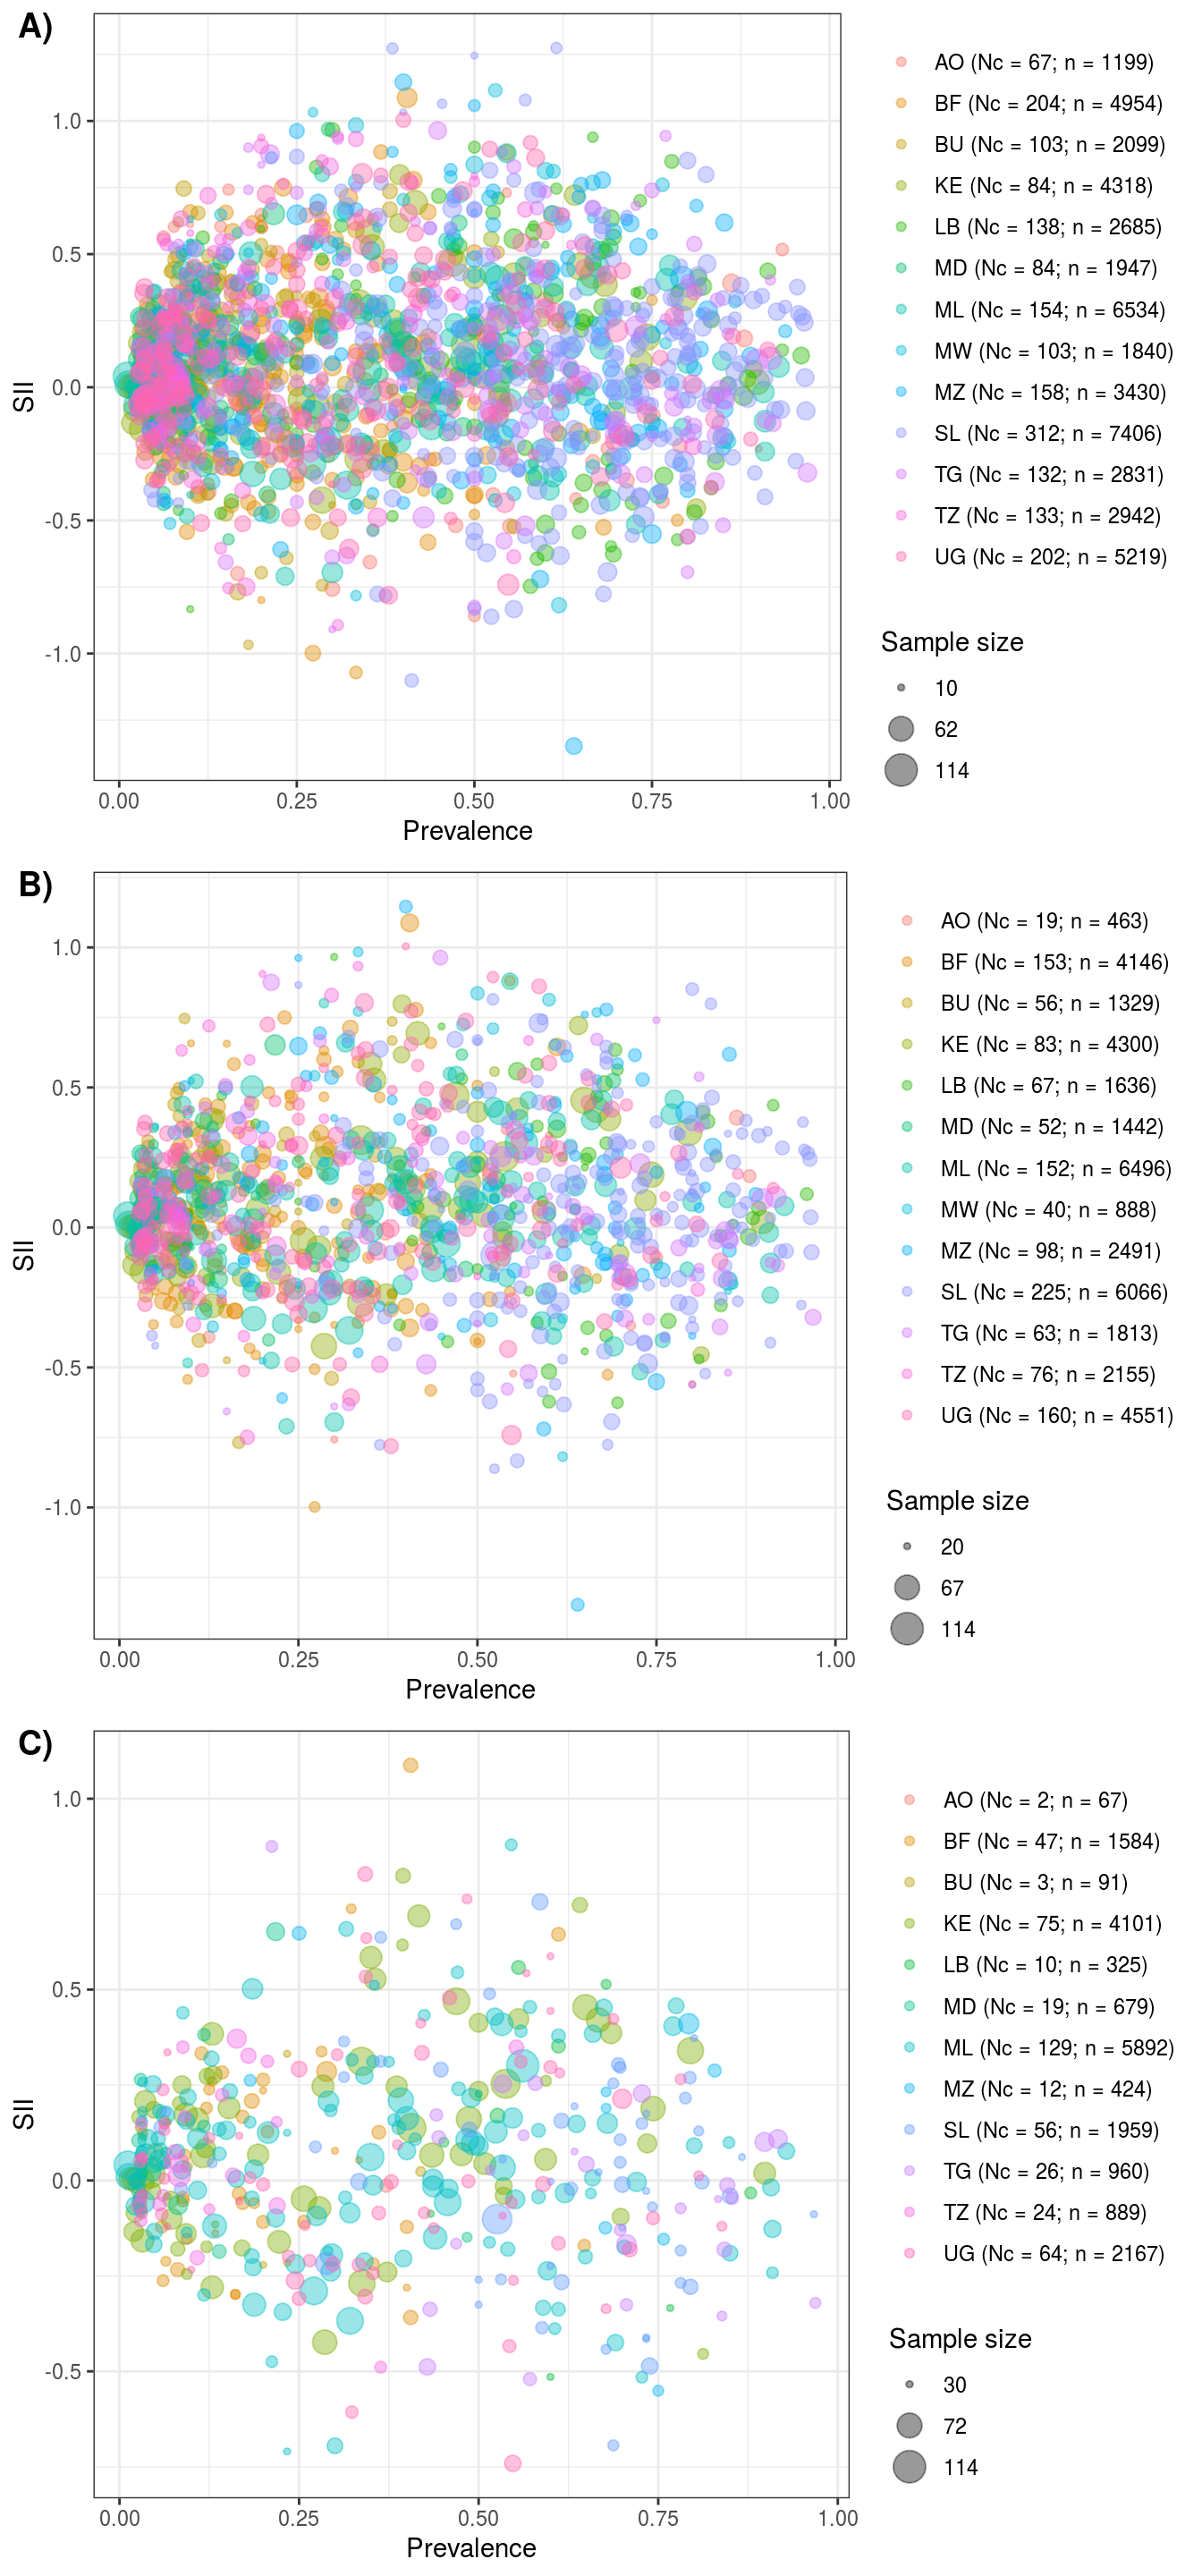 A)
1.0
0.5
0.0
-0.5
-1.0
SII
0.00 0.25 0.50 0.75 1.00
Prevalence
AO (Nc = 67; n = 1199)
BF (Nc = 204; n = 4954)
BU (Nc = 103; n = 2099)
KE (Nc = 84; n = 4318)
LB (Nc = 138; n = 2685)
MD (Nc = 84; n = 1947)
ML (Nc = 154; n = 6534)
MW (Nc = 103; n = 1840)
MZ (Nc = 158; n = 3430)
SL (Nc = 312; n = 7406)
TG (Nc = 132; n = 2831)
TZ (Nc = 133; n = 2942)
UG (Nc = 202; n = 5219)
Sample size
10
62
114
B)
1.0
0.5
0.0
-0.5
-1.0
SII
0.00 0.25 0.50 0.75 1.00
Prevalence
AO (Nc = 19; n = 463)
BF (Nc = 153; n = 4146)
BU (Nc = 56; n = 1329)
KE (Nc = 83; n = 4300)
LB (Nc = 67; n = 1636)
MD (Nc = 52; n = 1442)
ML (Nc = 152; n = 6496)
MW (Nc = 40; n = 888)
MZ (Nc = 98; n = 2491)
SL (Nc = 225; n = 6066)
TG (Nc = 63; n = 1813)
TZ (Nc = 76; n = 2155)
UG (Nc = 160; n = 4551)
Sample size
20
67
114
C)
1.0
0.5
0.0
-0.5
SII
0.00 0.25 0.50 0.75 1.00
Prevalence
AO (Nc = 2; n = 67)
BF (Nc = 47; n = 1584)
BU (Nc = 3; n = 91)
KE (Nc = 75; n = 4101)
LB (Nc = 10; n = 325)
MD (Nc = 19; n = 679)
ML (Nc = 129; n = 5892)
MZ (Nc = 12; n = 424)
SL (Nc = 56; n = 1959)
TG (Nc = 26; n = 960)
TZ (Nc = 24; n = 889)
UG (Nc = 64; n = 2167)
Sample size
30
72
114